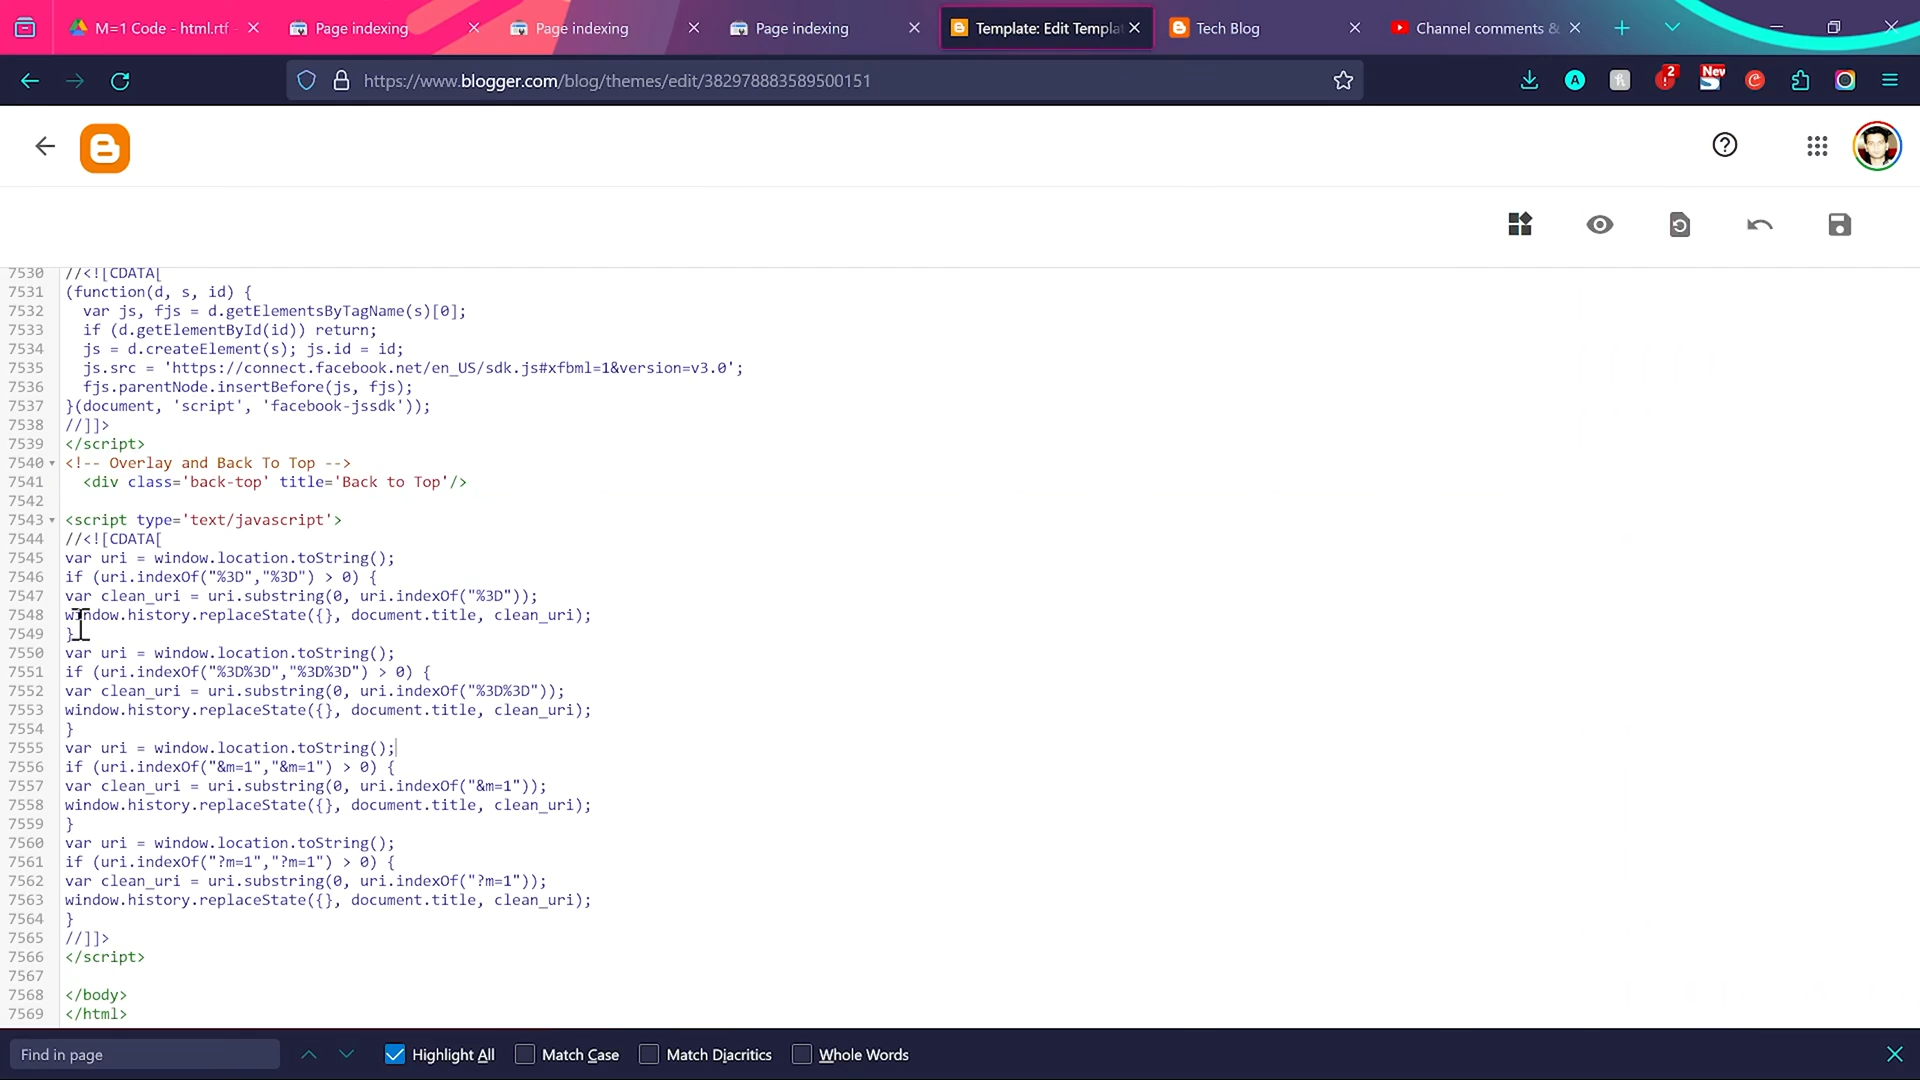 M=1 Code - html.rtf
Page indexing
Page indexing
Page indexing
Template: Edit Templa
Tech Blog
Channel comments &
https://www.blogger.com/blog/themes/edit/382978883589500151
A
2
New
7530 //<![CDATA[
7531 (function(d, s, id) {
7532 var js, fjs = d.getElementsByTagName(s)[0];
7533 if (d.getElementById(id)) return;
7534 js = d.createElement(s); js.id = id;
7535 js.src = 'https://connect.facebook.net/en_US/sdk.js#xfbml=1&version=v3.0';
7536 fjs.parentNode.insertBefore(js, fjs);
7537 }(document, 'script', 'facebook-jssdk'));
7538 //]]>
7539 </script>
7540 <!-- Overlay and Back To Top -->
7541 <div class='back-top' title='Back to Top'/>
7542
7543 <script type='text/javascript'>
7544 //<![CDATA[
7545 var uri = window.location.toString();
7546 if (uri.indexOf("%3D","%3D") > 0) {
7547 var clean_uri = uri.substring(0, uri.indexOf("%3D"));
7548 window.history.replaceState({}, document.title, clean_uri);
7549 }
7550 var uri = window.location.toString();
7551 if (uri.indexOf("%3D%3D","%3D%3D") > 0) {
7552 var clean_uri = uri.substring(0, uri.indexOf("%3D%3D"));
7553 window.history.replaceState({}, document.title, clean_uri);
7554 }
7555 var uri = window.location.toString();
7556 if (uri.indexOf("&m=1","&m=1") > 0) {
7557 var clean_uri = uri.substring(0, uri.indexOf("&m=1"));
7558 window.history.replaceState({}, document.title, clean_uri);
7559 }
7560 var uri = window.location.toString();
7561 if (uri.indexOf("?m=1","?m=1") > 0) {
7562 var clean_uri = uri.substring(0, uri.indexOf("?m=1"));
7563 window.history.replaceState({}, document.title, clean_uri);
7564 }
7565 //]]>
7566 </script>
7567
7568 </body>
7569 </html>
Find in page
Highlight All
Match Case
Match Diacritics
Whole Words